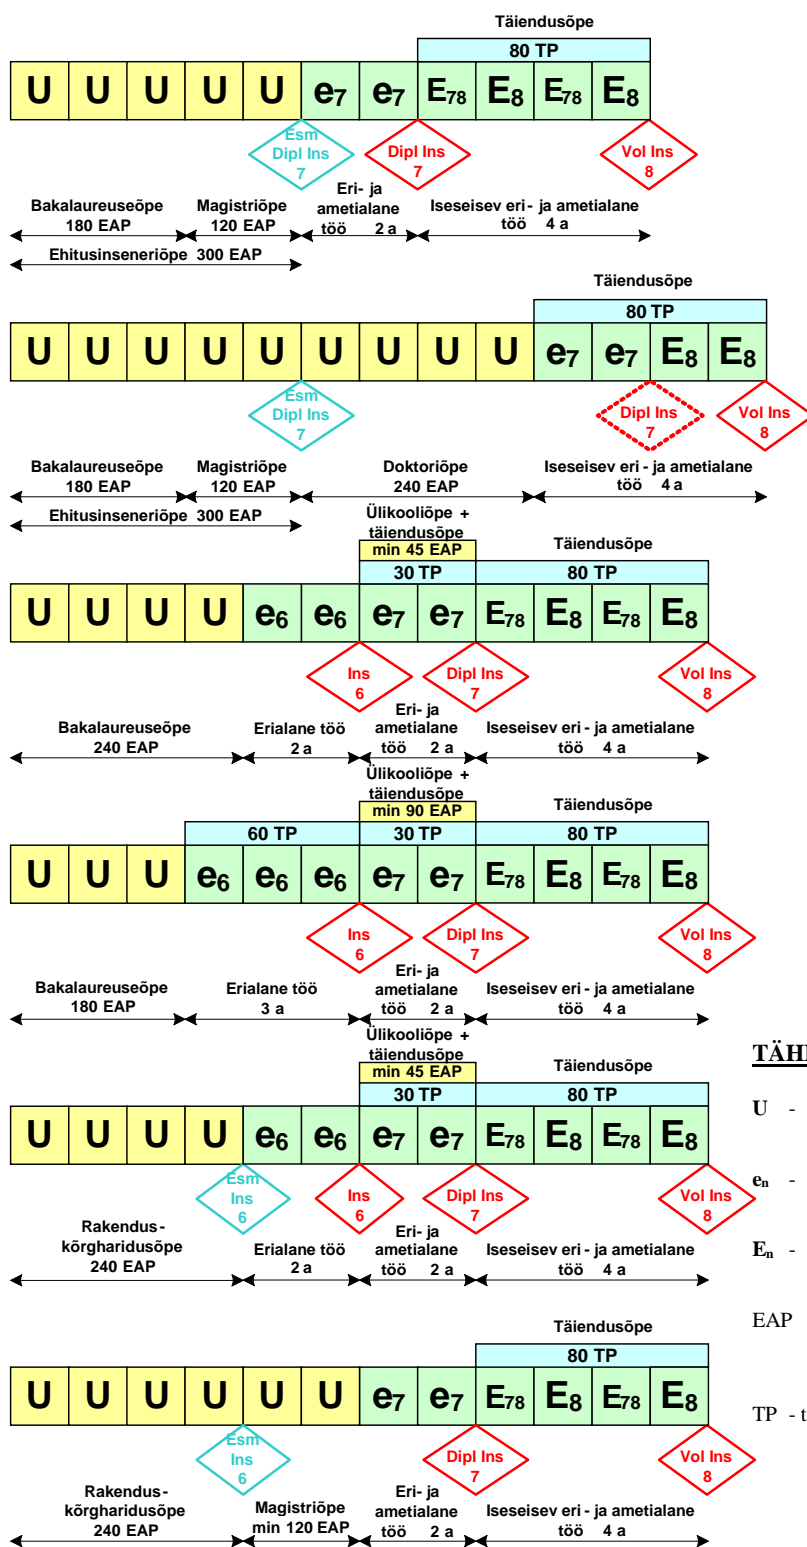 Täiendusõpe
80 TP
U U U U U e7 e7 E78 E8 E78 E8
Esm
Dipl Ins
7
Dipl Ins
7
Vol Ins
8
Bakalaureuseõpe
180 EAP
Magistriõpe
120 EAP
Eri- ja
ametialane
töö 2 a
Iseseisev eri - ja ametialane
töö 4 a
Ehitusinseneriõpe 300 EAP
Täiendusõpe
80 TP
U U U U U U U U U e7 e7 E8 E8
Esm
Dipl Ins
7
Dipl Ins
7
Vol Ins
8
Bakalaureuseõpe
180 EAP
Magistriõpe
120 EAP
Doktoriõpe
240 EAP
Iseseisev eri - ja ametialane
töö 4 a
Ehitusinseneriõpe 300 EAP
Ülikooliõpe +
täiendusõpe
min 45 EAP
30 TP
Täiendusõpe
80 TP
U U U U e6 e6 e7 e7 E78 E8 E78 E8
Ins
6
Dipl Ins
7
Vol Ins
8
Bakalaureuseõpe
240 EAP
Erialane töö
2 a
Eri- ja
ametialane
töö 2 a
Iseseisev eri - ja ametialane
töö 4 a
Ülikooliõpe +
täiendusõpe
min 90 EAP
60 TP
30 TP
Täiendusõpe
80 TP
U U U e6 e6 e6 e7 e7 E78 E8 E78 E8
Ins
6
Dipl Ins
7
Vol Ins
8
Bakalaureuseõpe
180 EAP
Erialane töö
3 a
Eri- ja
ametialane
töö 2 a
Iseseisev eri - ja ametialane
töö 4 a
Ülikooliõpe +
täiendusõpe
min 45 EAP
30 TP
Täiendusõpe
80 TP
U U U U e6 e6 e7 e7 E78 E8 E78 E8
Esm
Ins
6
Ins
6
Dipl Ins
7
Vol Ins
8
Rakendus-
kõrgharidusõpe
240 EAP
Erialane töö
2 a
Eri- ja
ametialane
töö 2 a
Iseseisev eri - ja ametialane
töö 4 a
Täiendusõpe
80 TP
U U U U U U e7 e7 E78 E8 E78 E8
Esm
Ins
6
Dipl Ins
7
Vol Ins
8
Rakendus-
kõrgharidusõpe
240 EAP
Magistriõpe
min 120 EAP
Eri- ja
ametialane
töö 2 a
Iseseisev eri - ja ametialane
töö 4 a
U -
en -
En -
EAP
TP -